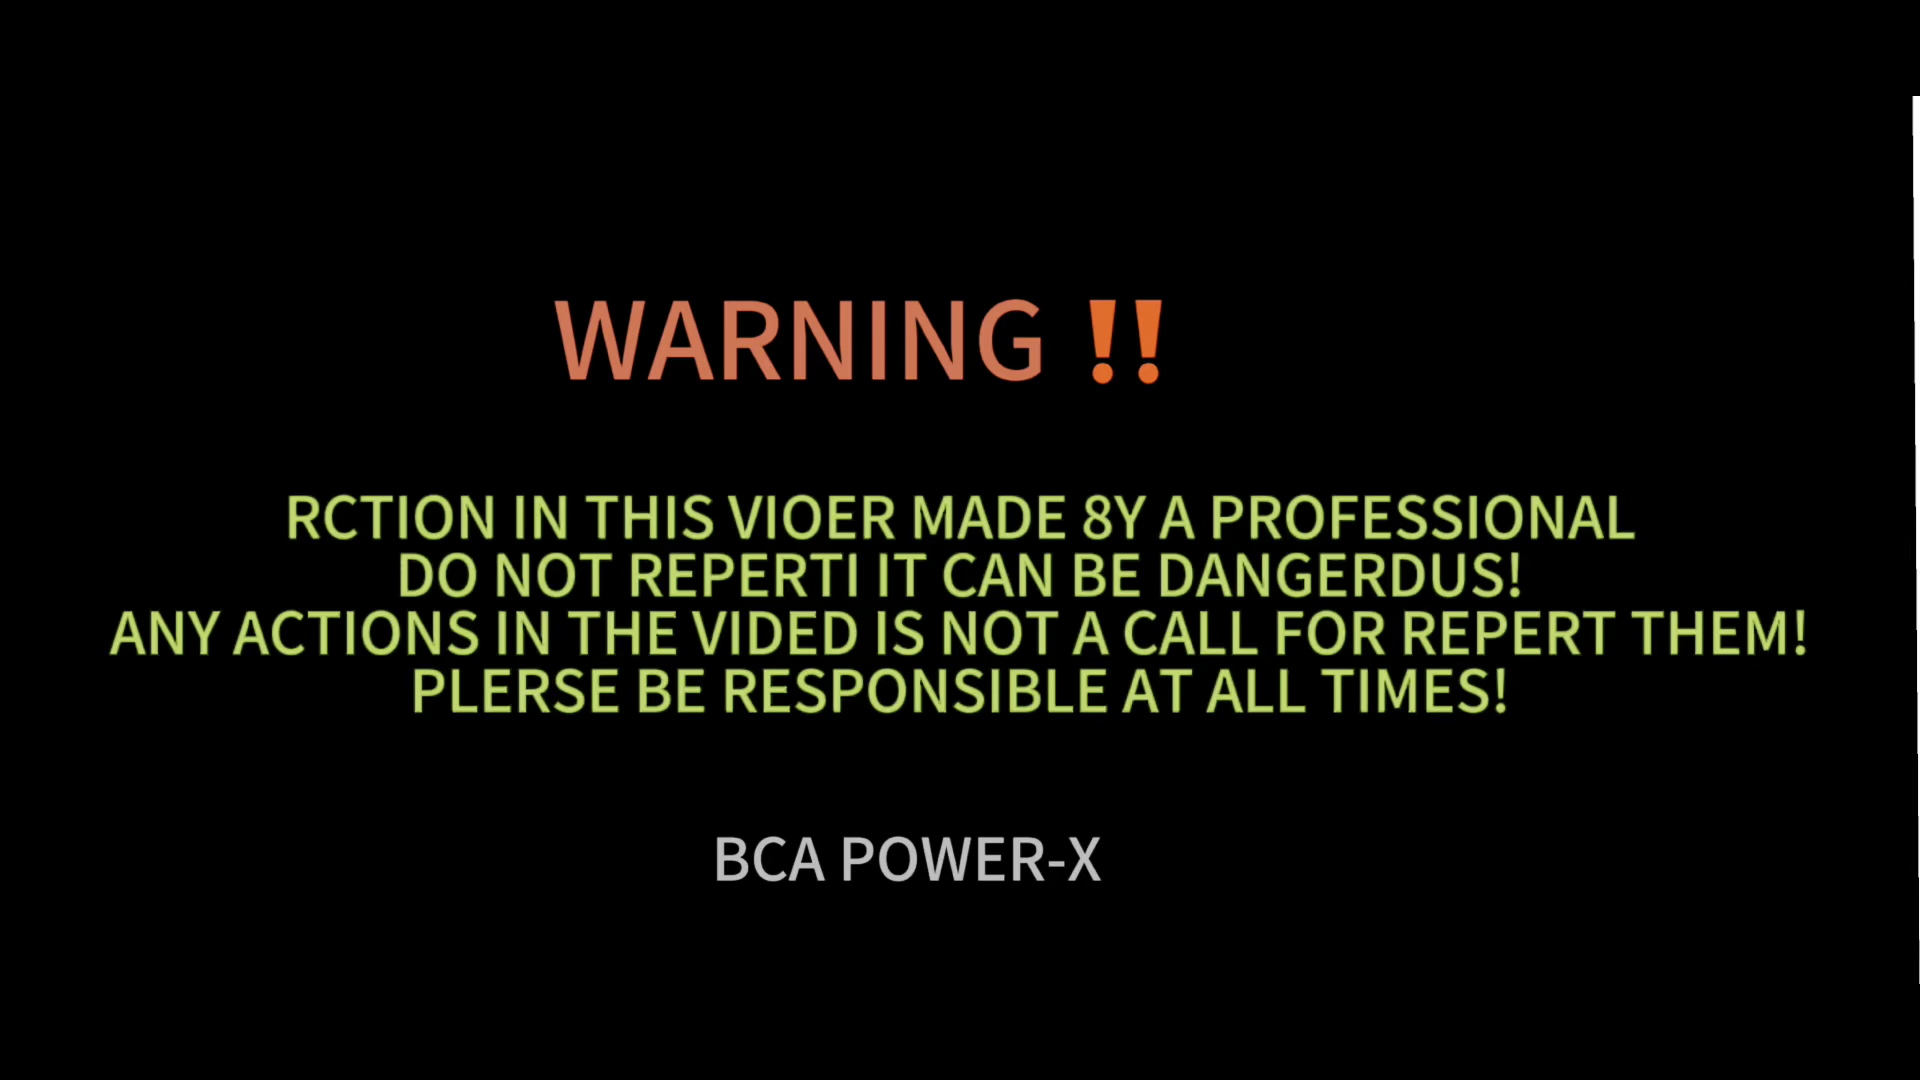 WARNING ‼
RCTION IN THIS VIOER MADE 8Y A PROFESSIONAL
DO NOT REPERTI IT CAN BE DANGERDUS!
ANY ACTIONS IN THE VIDED IS NOT A CALL FOR REPERT THEM!
PLERSE BE RESPONSIBLE AT ALL TIMES!
BCA POWER-X